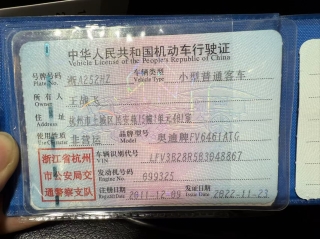 中华人民共和国机动车行驶证
Vehicle License of the People's Republic of China
号牌号码 浙A252HZ 车辆类型 小型普通客车
Plate No. Vehicle Type
所有人
Owner
住址
Address
使用性质 非营运 品牌型号 奥迪牌FV6461ATG
Use Character Model
浙江省杭州
市公安局交
通警察支队
车辆识别代号
VIN
发动机号码 099325
Engine No.
注册日期 2011-12-09 发证日期 2022-11-23
Register Date Issue Date